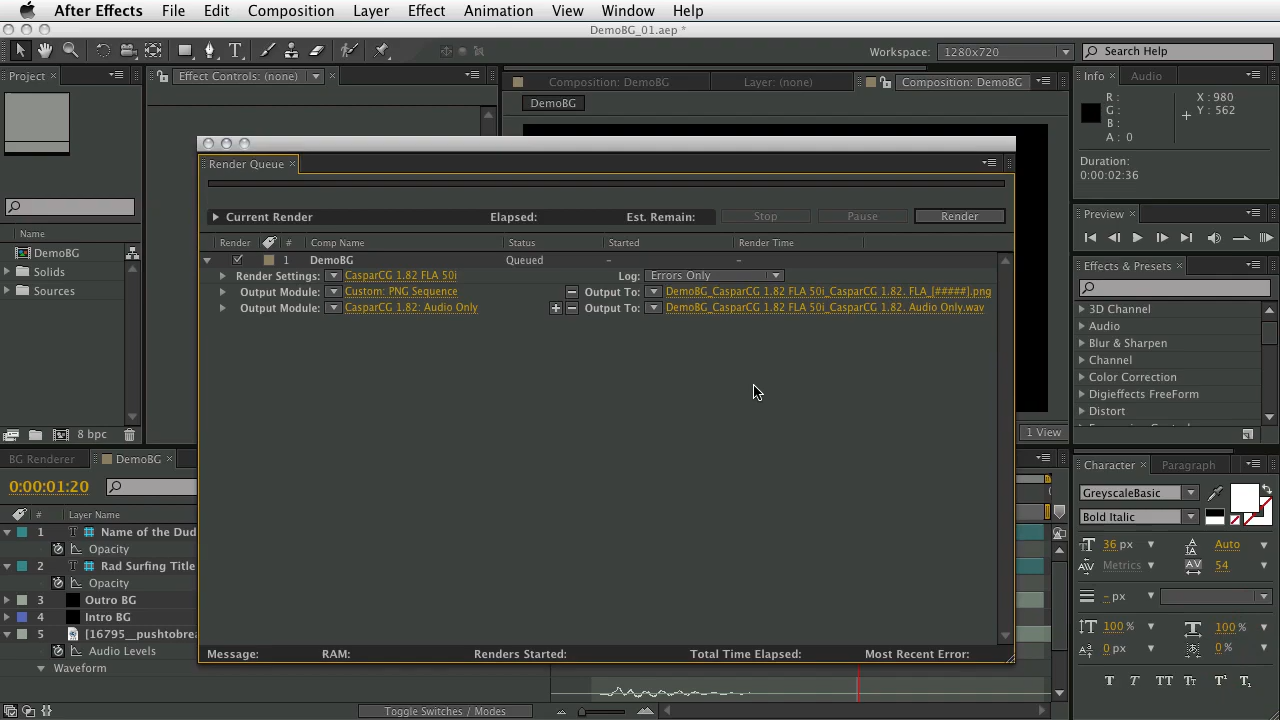 After Effects File Edit Composition Layer Effect Animation View Window Help
DemoBG_01.aep *
Workspace: 1280x720 Search Help
Project × Effect Controls: (none) × Composition: DemoBG Layer: (none) Composition: DemoBG Info × Audio
DemoBG
R :
G :
B :
A : 0
X : 980
Y : 562
Duration:
0:00:02:36
Render Queue ×
Current Render Elapsed: Est. Remain: Stop Pause Render
Render # Comp Name Status Started Render Time
1 DemoBG Queued – –
Render Settings: CasparCG 1.82 FLA 50i Log: Errors Only
Output Module: Custom: PNG Sequence Output To: DemoBG_CasparCG 1.82 FLA 50i_CasparCG 1.82. FLA_[#####].png
Output Module: CasparCG 1.82: Audio Only Output To: DemoBG_CasparCG 1.82 FLA 50i_CasparCG 1.82. Audio Only.wav
Message: RAM: Renders Started: Total Time Elapsed: Most Recent Error:
Name
DemoBG
Solids
Sources
8 bpc
Preview ×
Effects & Presets ×
3D Channel
Audio
Blur & Sharpen
Channel
Color Correction
Digieffects FreeForm
Distort
1 View
BG Renderer DemoBG ×
0:00:01:20
# Layer Name
1 T Name of the Dud
Opacity
2 T Rad Surfing Title
Opacity
3 Outro BG
4 Intro BG
5 [16795__pushtobrea
Audio Levels
Waveform
Toggle Switches / Modes
Character × Paragraph
GreyscaleBasic
Bold Italic
36 px Auto
Metrics 54
– px
100 % 100 %
0 px 0 %
T T TT Tr T¹ T₁